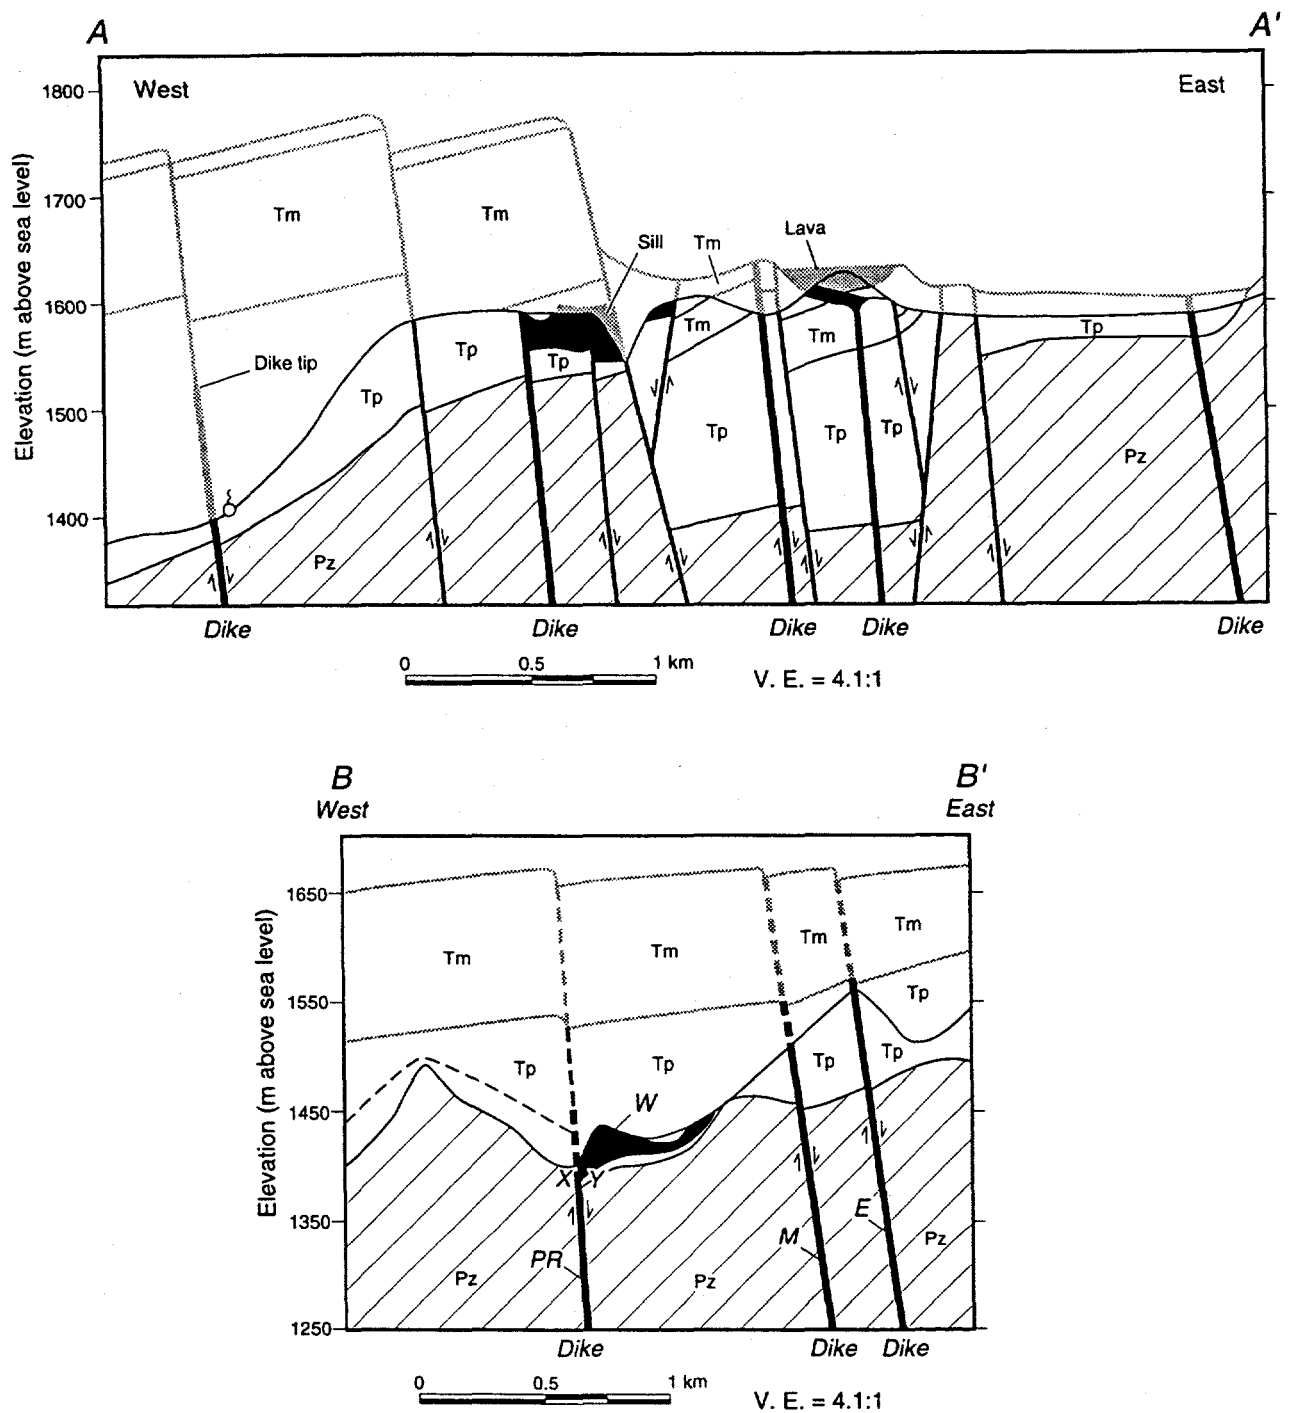 A A'
1800 West East
1700
1600
1500
1400
Elevation (m above sea level)
Tm Tm Sill Tm Lava
Dike tip
Tp Tp Tp Tm Tm Tp
Tp Tp Tp Pz
Pz
Dike Dike Dike Dike Dike
0 0.5 1 km V. E. = 4.1:1
B B'
West East
1650
1550
1450
1350
1250
Elevation (m above sea level)
Tm Tm Tm Tm
Tp Tp Tp Tp Tp
W
X Y
PR M E
Pz Pz Pz
Dike Dike Dike
0 0.5 1 km V. E. = 4.1:1